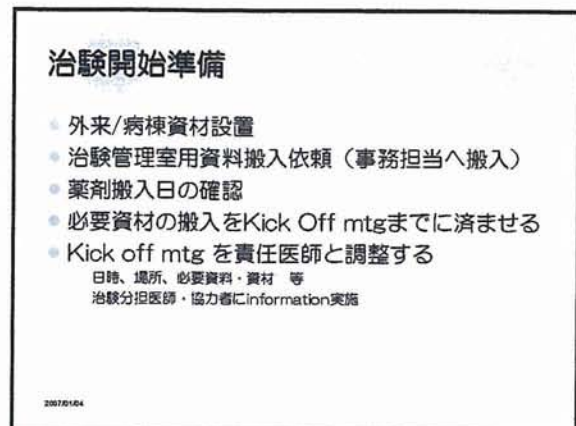 治験開始準備
外来/病棟資材設置
治験管理室用資料搬入依頼（事務担当へ搬入）
薬剤搬入日の確認
必要資材の搬入をKick Off mtgまでに済ませる
Kick off mtg を責任医師と調整する
日時、場所、必要資料・資材　等
治験分担医師・協力者にinformation実施
2007/01/04